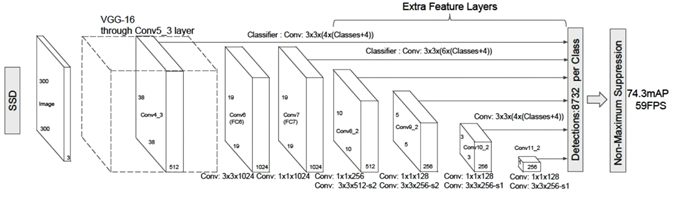 Extra Feature Layers
VGG-16
through Conv5_3 layer
Classifier : Conv: 3x3x(4x(Classes+4))
Classifier : Conv: 3x3x(6x(Classes+4))
SSD
300
Image
300
3
38
Conv4_3
38
512
19
Conv6
(FC6)
19
1024
19
Conv7
(FC7)
19
1024
10
Conv8_2
10
512
5
Conv9_2
5
256
Conv: 3x3x(4x(Classes+4))
3
Conv10_2
3
256
Conv11_2
256
Detections:8732 per Class
Non-Maximum Suppression
74.3mAP
59FPS
Conv: 3x3x1024
Conv: 1x1x1024
Conv: 1x1x256
Conv: 3x3x512-s2
Conv: 1x1x128
Conv: 3x3x256-s2
Conv: 1x1x128
Conv: 3x3x256-s1
Conv: 1x1x128
Conv: 3x3x256-s1